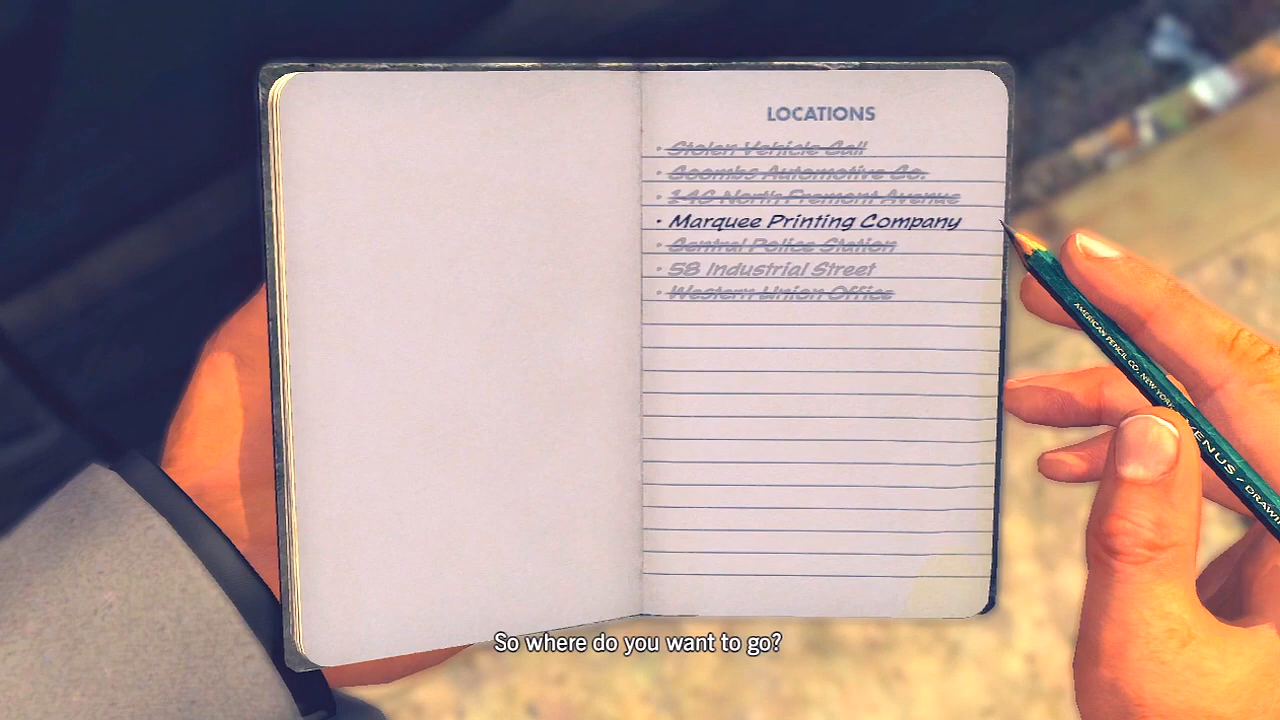 LOCATIONS
· Stolen Vehicle Call
· Coombs Automotive Co.
· 146 North Fremont Avenue
· Marquee Printing Company
· Central Police Station
· 58 Industrial Street
· Western Union Office
AMERICAN PENCIL CO. NEW YORK
VENUS / DRAWI
So where do you want to go?